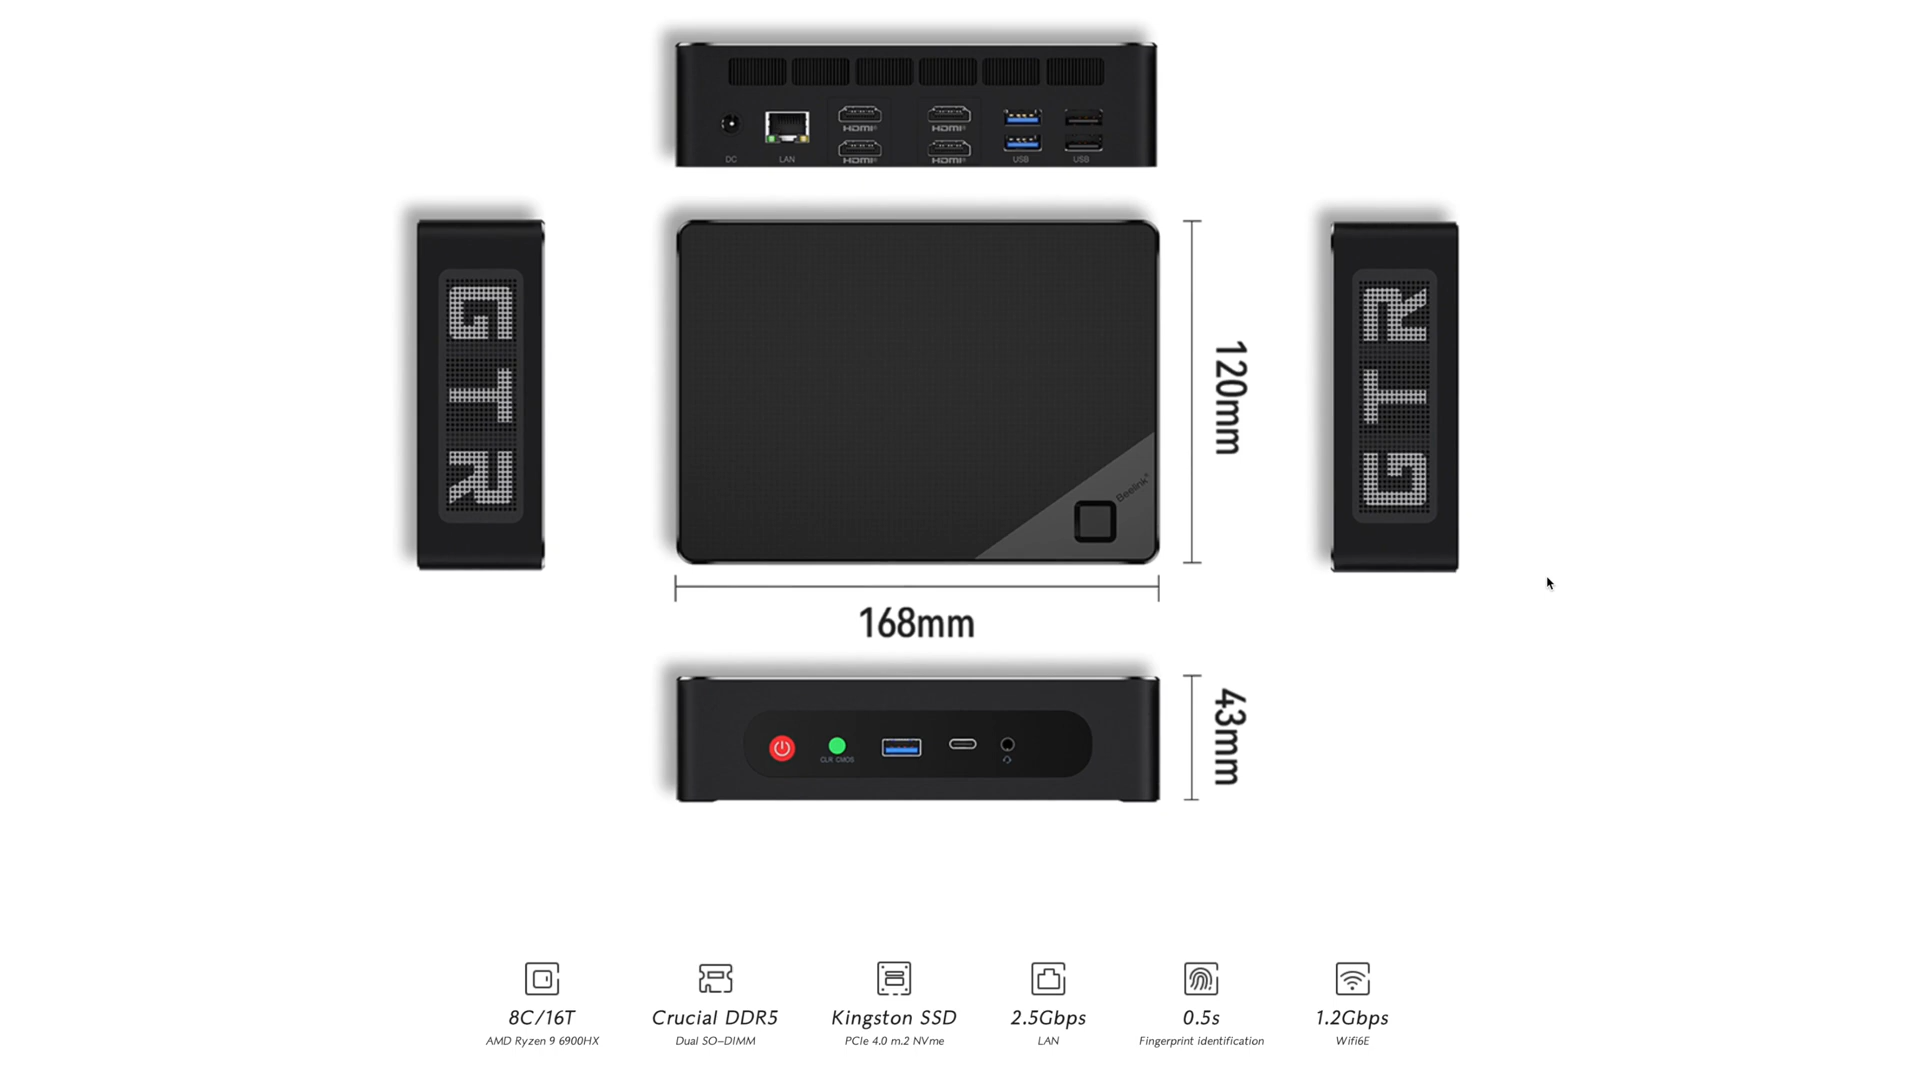 HDMI® HDMI®
DC LAN HDMI® HDMI® USB USB
GTR
Beelink®
120mm
GTR
168mm
CLR CMOS
43mm
8C/16T
AMD Ryzen 9 6900HX
Crucial DDR5
Dual SO-DIMM
Kingston SSD
PCIe 4.0 m.2 NVme
2.5Gbps
LAN
0.5s
Fingerprint identification
1.2Gbps
Wifi6E